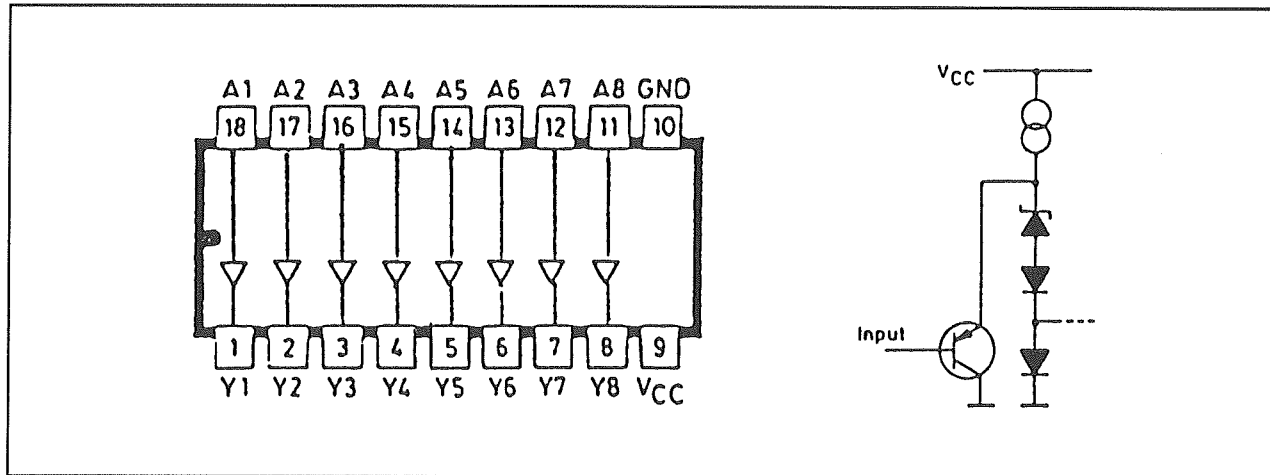 A1 A2 A3 A4 A5 A6 A7 A8 GND
18 17 16 15 14 13 12 11 10
1 2 3 4 5 6 7 8 9
Y1 Y2 Y3 Y4 Y5 Y6 Y7 Y8 VCC
VCC
Input